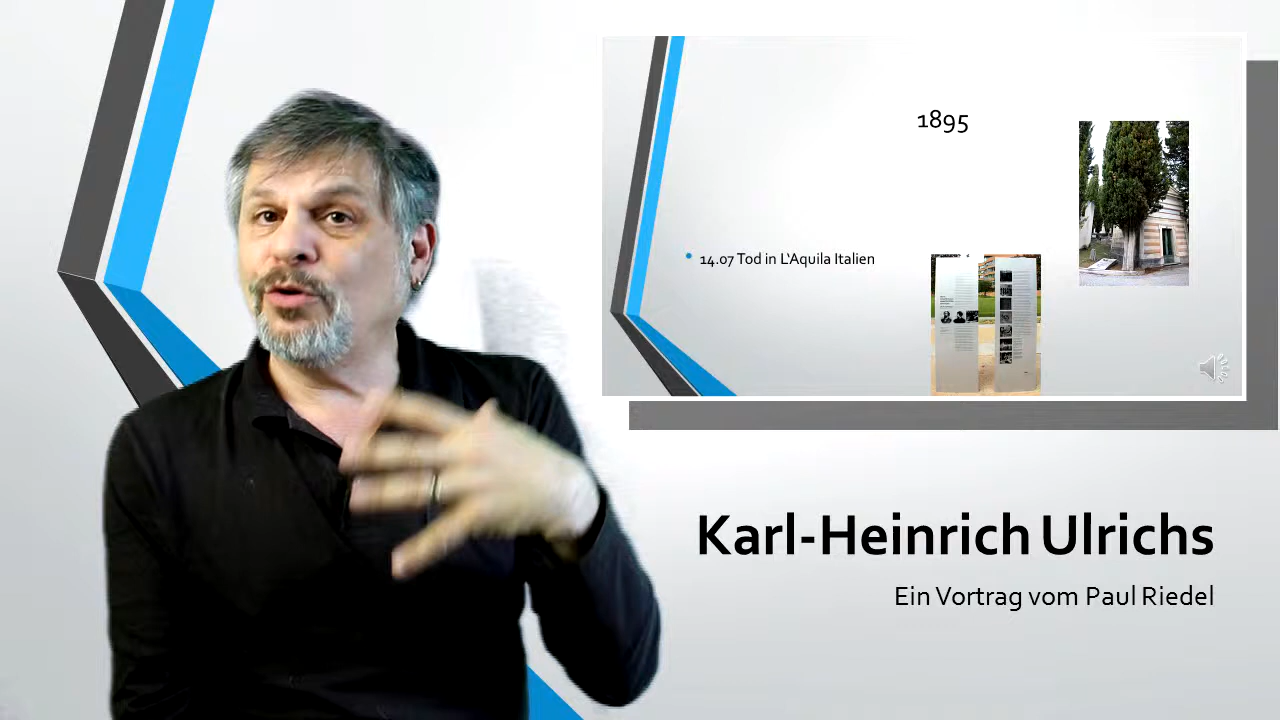 1895
14.07 Tod in L'Aquila Italien
Karl-Heinrich Ulrichs
Ein Vortrag vom Paul Riedel